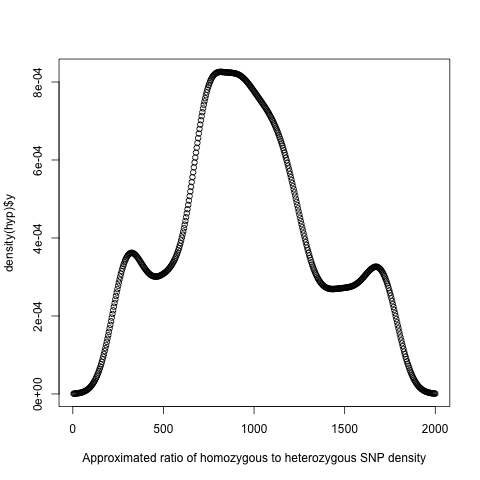 density(hyp)$y
8e-04
6e-04
4e-04
2e-04
0e+00
0 500 1000 1500 2000
Approximated ratio of homozygous to heterozygous SNP density